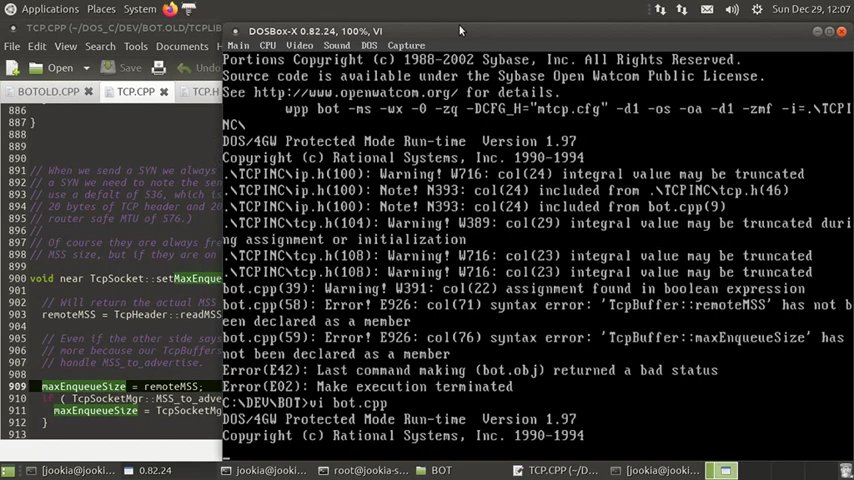 TCP.CPP (~/DOS_C/DEV/BOT.OLD/TCPLIB
Sun Dec 29, 12:07
File Edit View Search
Open Save
BOTOLD.CPP TCP.CPP TCP.H
DOSBox-X 0.82.24, 100%, VI
Main CPU Video Sound DOS Capture
886
887 }
888
889
890
891 // When we send a SYN we always
892 // a SYN we need to note the sen
893 // use a defalt of 536, which is
894 // 20 bytes of TCP header and 20
895 // router safe MTU of 576.)
896 //
897 // Of course they are always fre
898 // MSS size, but if they are on
899
900 void near TcpSocket::setMaxEnqueu
901
902 // Will return the actual MSS
903 remoteMSS = TcpHeader::readMSS
904
905 // Even if the other side says
906 // more because our TcpBuffers
907 // handle MSS_to_advertise.
908
909 maxEnqueueSize = remoteMSS;
910 if ( TcpSocketMgr::MSS_to_adve
911 maxEnqueueSize = TcpSocketMg
912 }
913
Portions Copyright (c) 1988-2002 Sybase, Inc. All Rights Reserved.
Source code is available under the Sybase Open Watcom Public License.
See http://www.openwatcom.org/ for details.
wpp bot -ms -wx -0 -zq -DCFG_H="mtcp.cfg" -d1 -os -oa -d1 -zmf -i=.\TCPI
NC\
DOS/4GW Protected Mode Run-time Version 1.97
Copyright (c) Rational Systems, Inc. 1990-1994
.\TCPINC\ip.h(100): Warning! W716: col(24) integral value may be truncated
.\TCPINC\ip.h(100): Note! N393: col(24) included from .\TCPINC\tcp.h(46)
.\TCPINC\ip.h(100): Note! N393: col(24) included from bot.cpp(9)
.\TCPINC\tcp.h(104): Warning! W389: col(29) integral value may be truncated duri
ng assignment or initialization
.\TCPINC\tcp.h(108): Warning! W716: col(23) integral value may be truncated
.\TCPINC\tcp.h(108): Warning! W716: col(23) integral value may be truncated
bot.cpp(39): Warning! W391: col(22) assignment found in boolean expression
bot.cpp(58): Error! E926: col(71) syntax error: 'TcpBuffer::remoteMSS' has not b
een declared as a member
bot.cpp(59): Error! E926: col(76) syntax error: 'TcpBuffer::maxEnqueueSize' has
not been declared as a member
Error(E42): Last command making (bot.obj) returned a bad status
Error(E02): Make execution terminated
C:\DEV\BOT>vi bot.cpp
DOS/4GW Protected Mode Run-time Version 1.97
Copyright (c) Rational Systems, Inc. 1990-1994
[jookia@jooki... 0.82.24 [jookia@jooki... root@jookia-s... BOT TCP.CPP (~/D... [jookia@jooki...